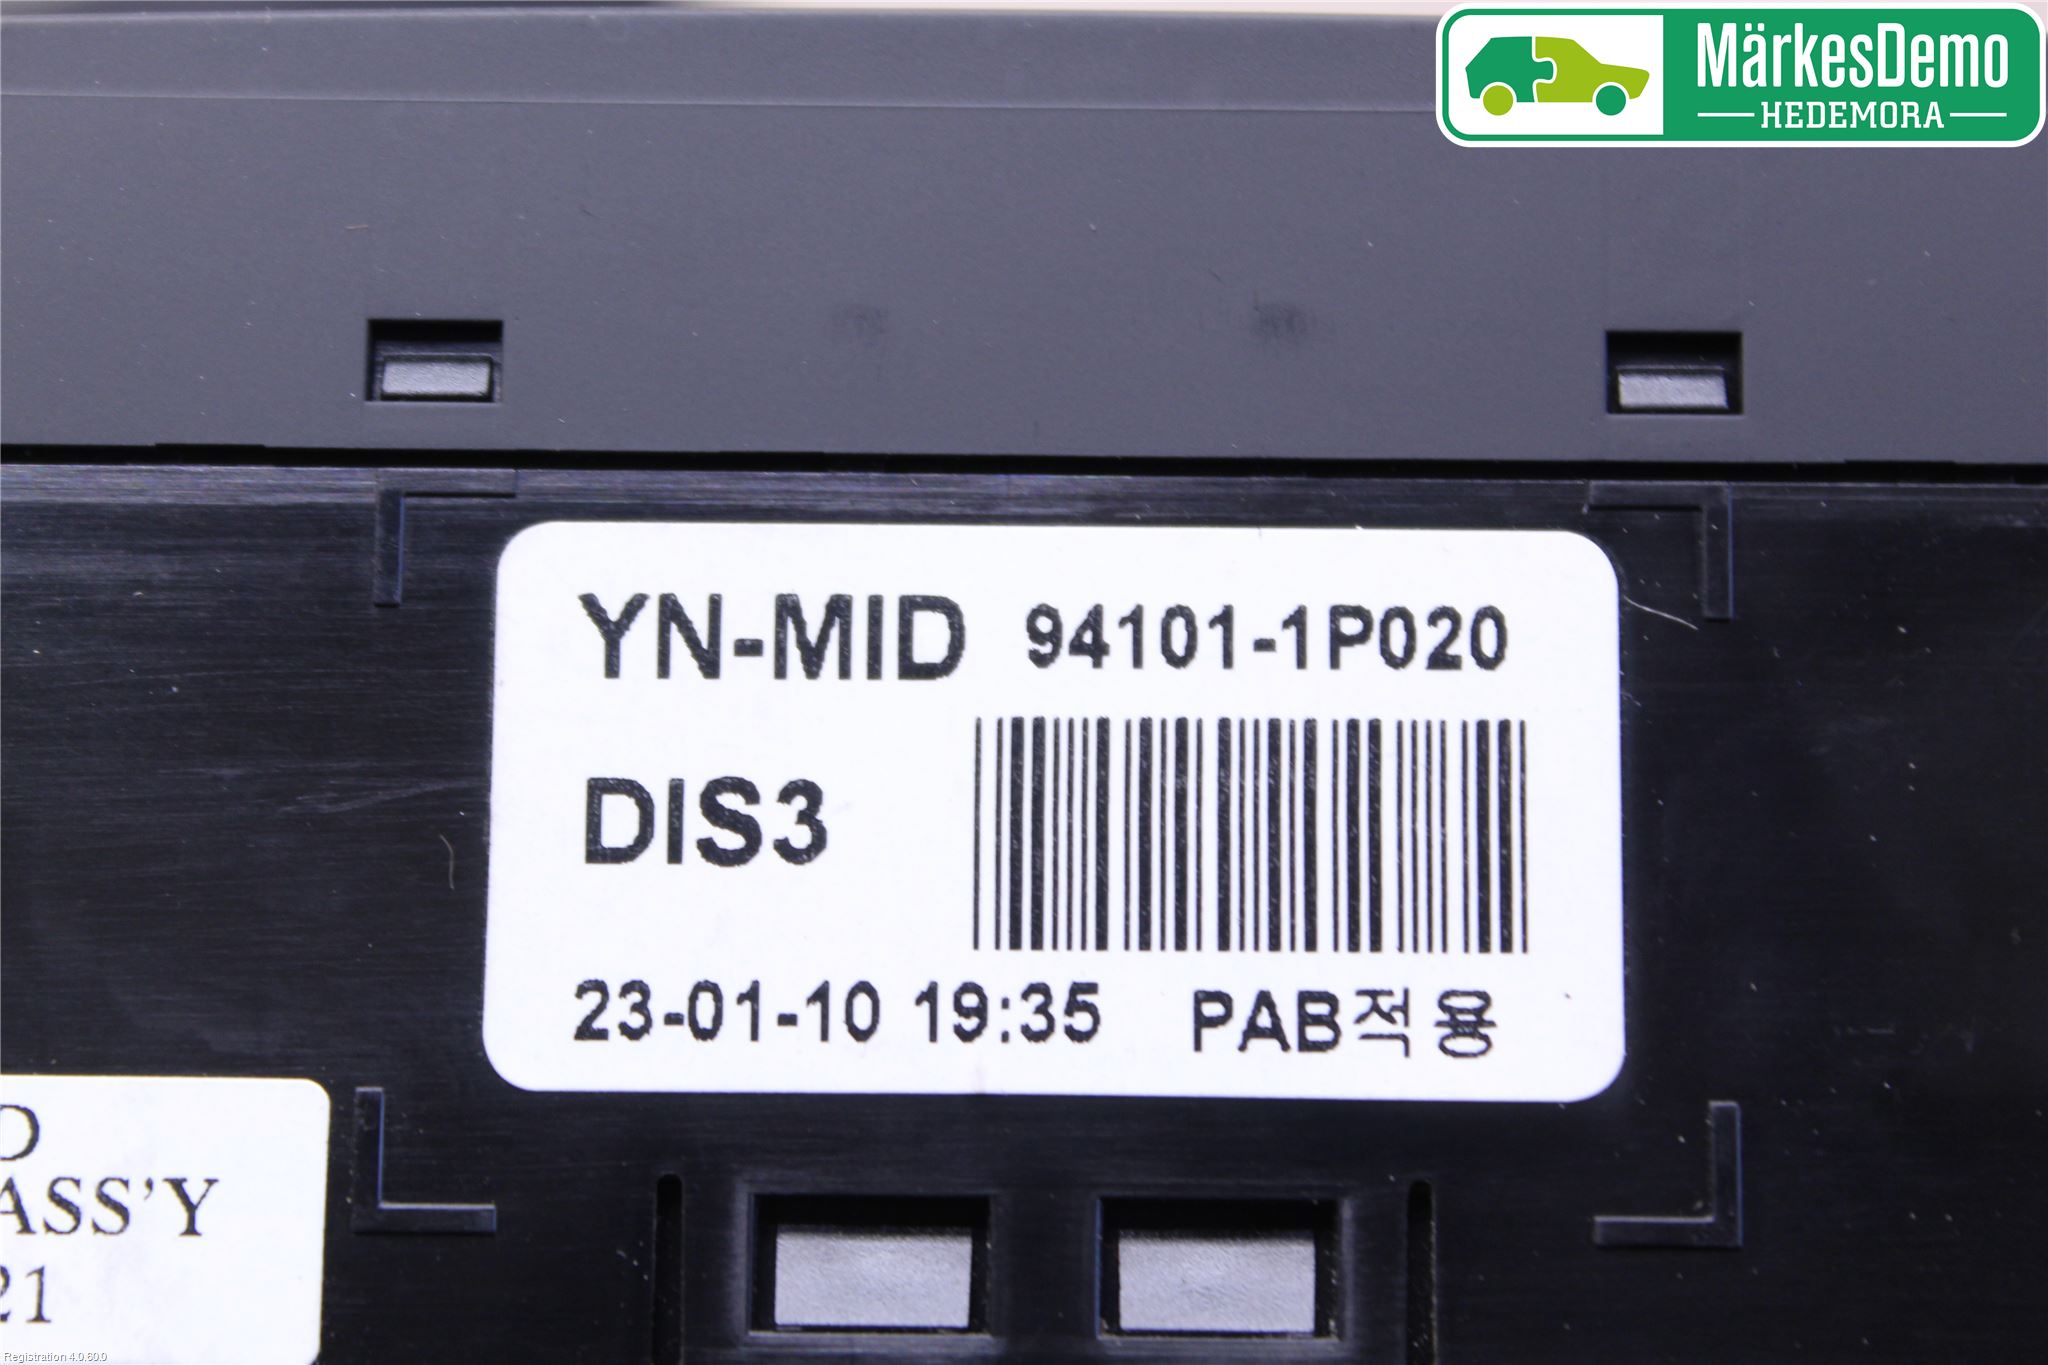 MärkesDemo
HEDEMORA
YN-MID 94101-1P020
DIS3
23-01-10 19:35 PAB적용
D
ASS'Y
21
Registration 4.0.60.0